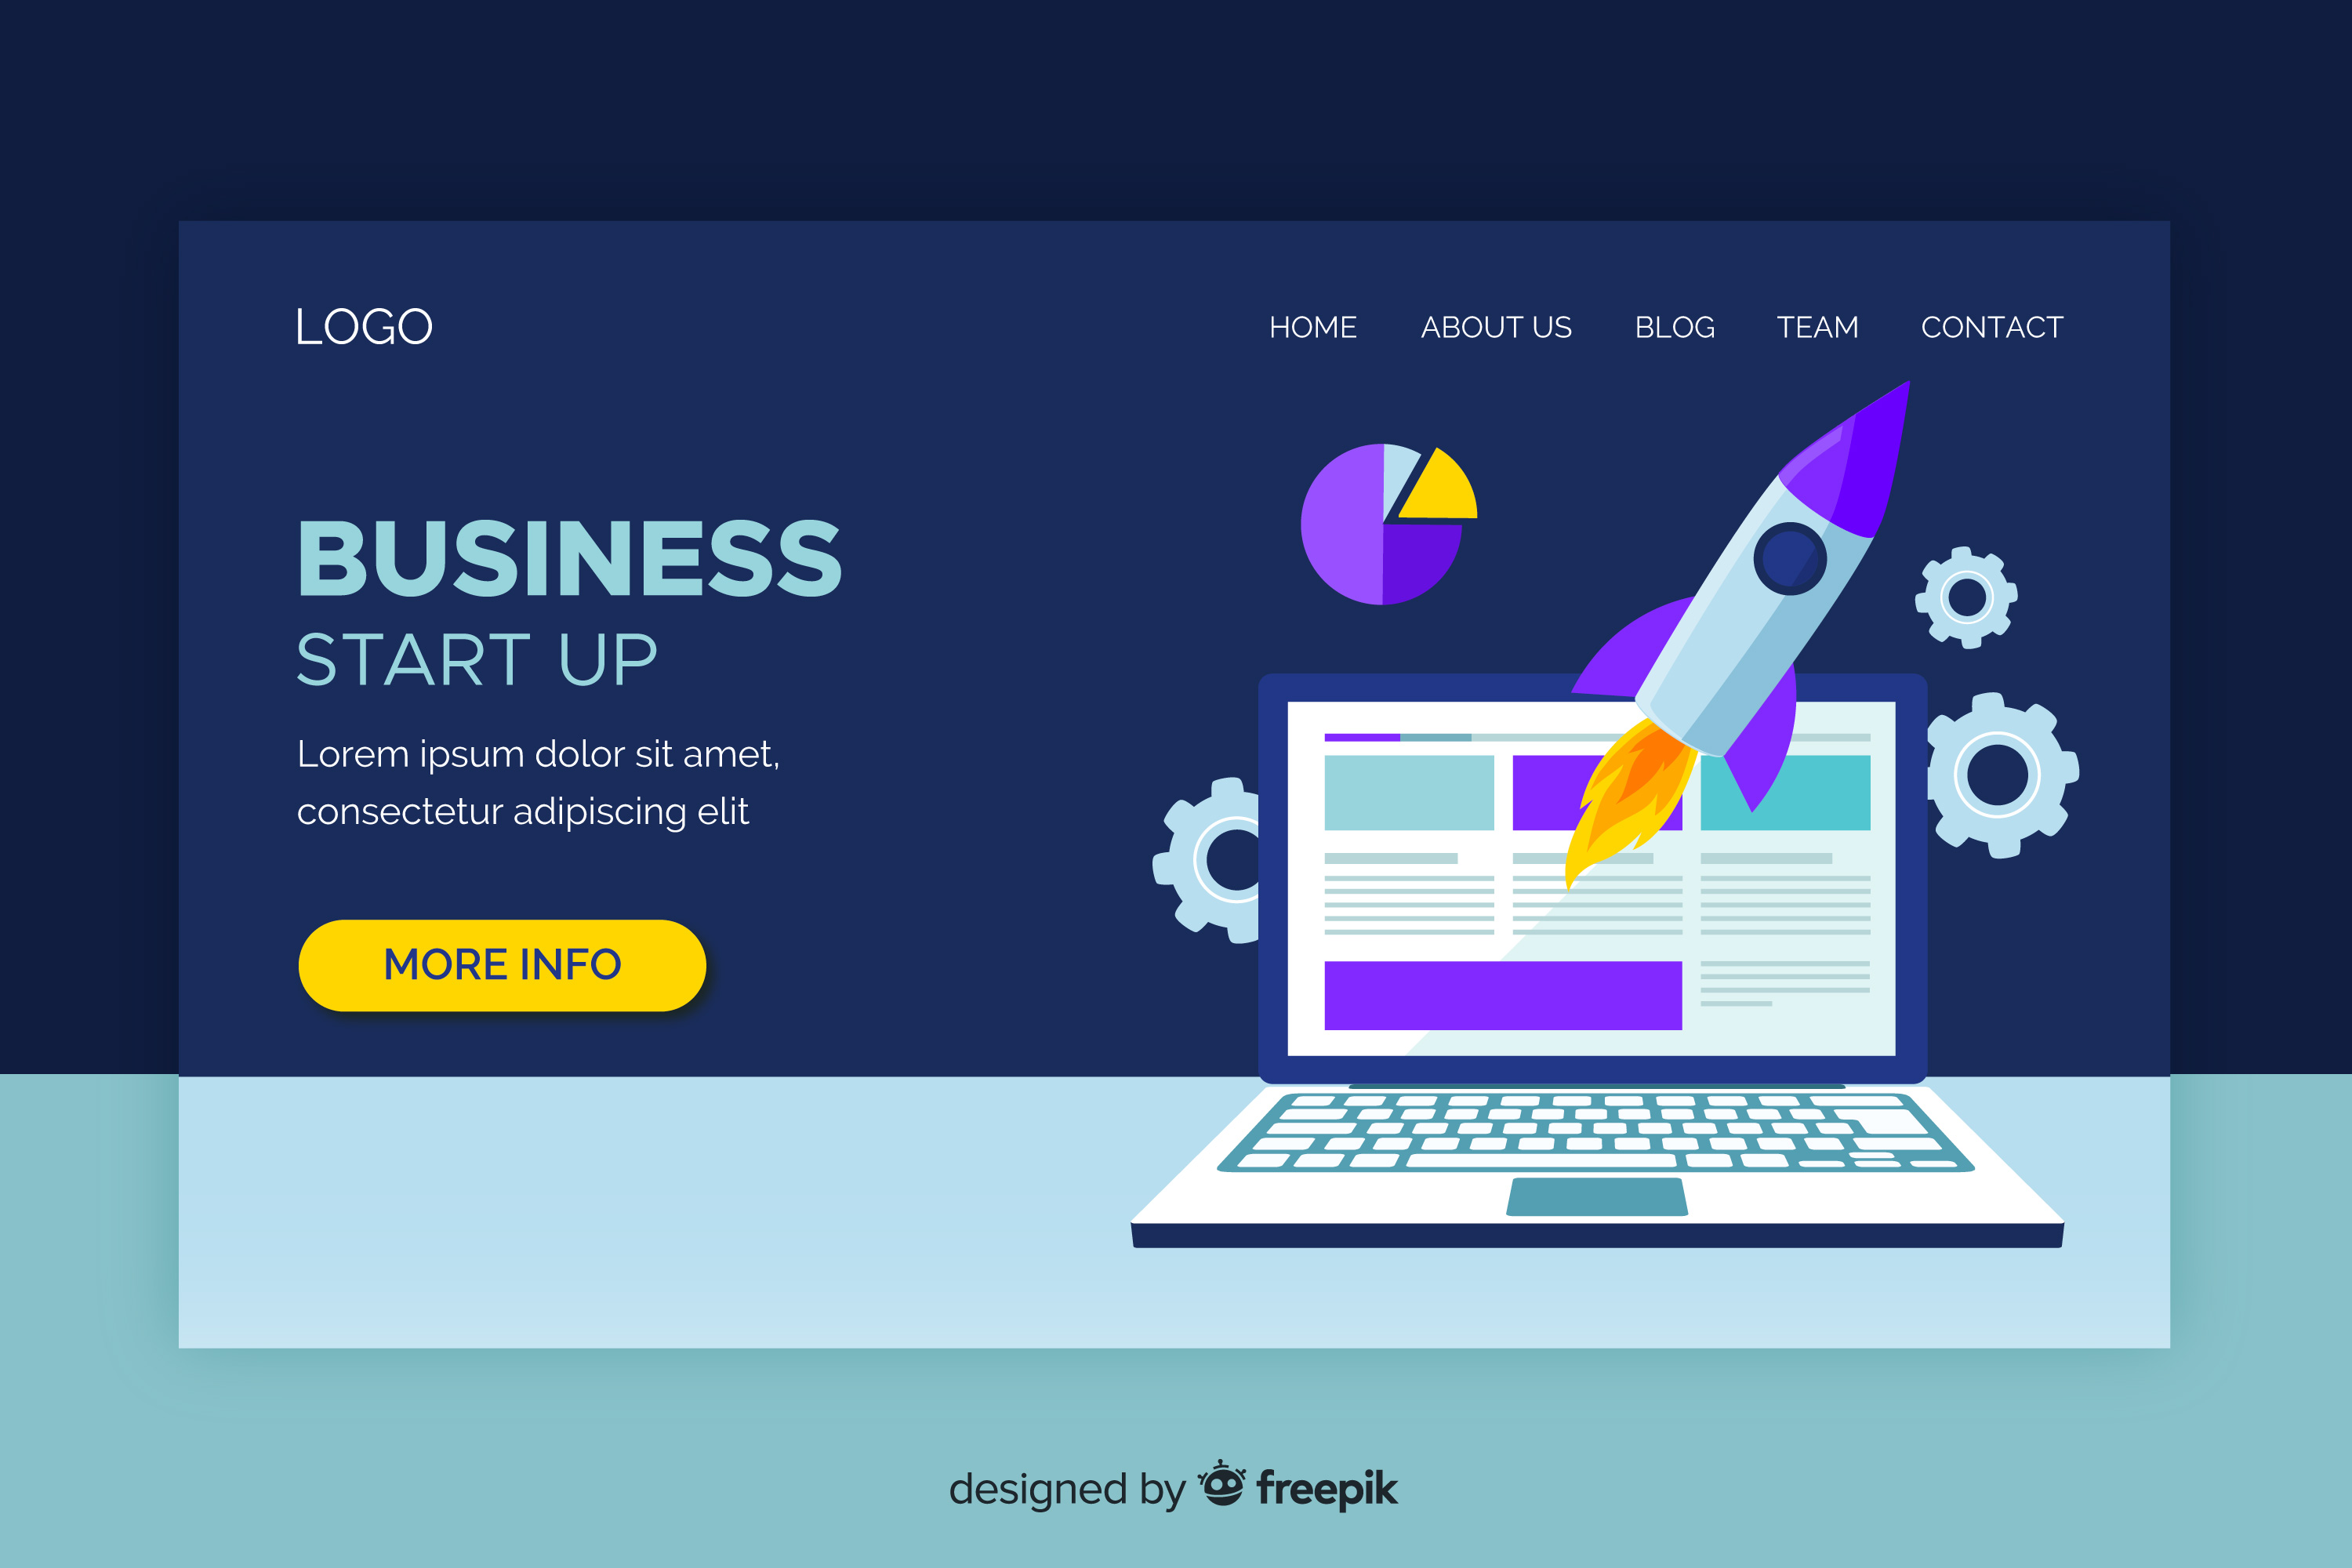 LOGO
HOME ABOUT US BLOG TEAM CONTACT
BUSINESS
START UP
Lorem ipsum dolor sit amet,
consectetur adipiscing elit
MORE INFO
designed by freepik